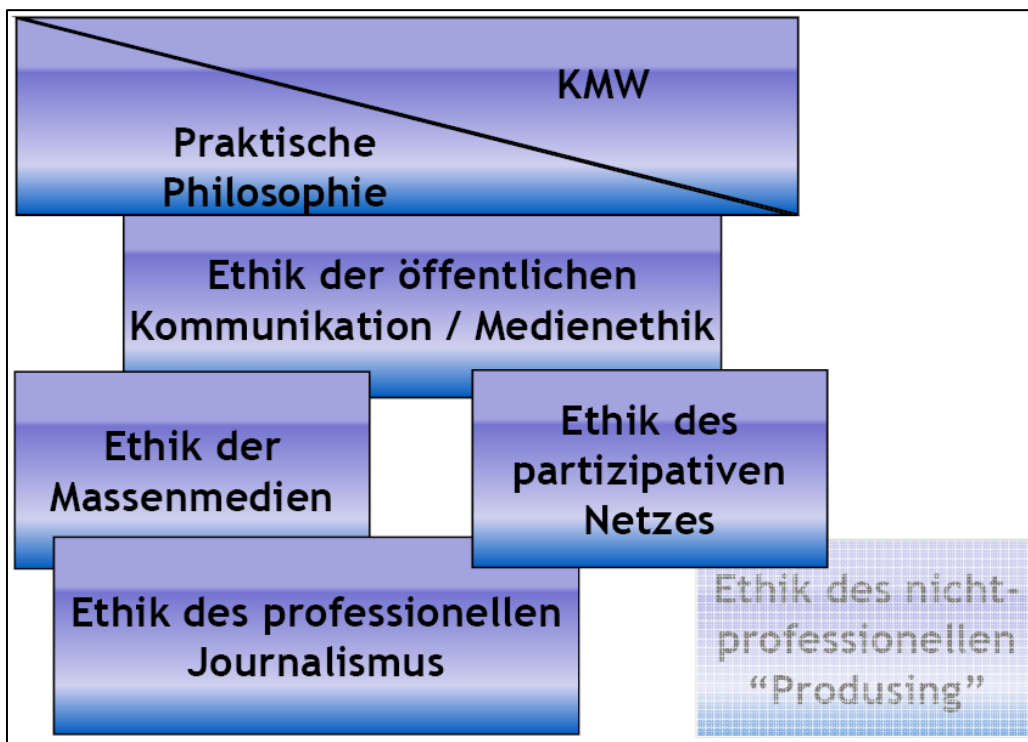 KMW
Praktische
Philosophie
Ethik der öffentlichen
Kommunikation / Medienethik
Ethik der
Massenmedien
Ethik des
partizipativen
Netzes
Ethik des professionellen
Journalismus
Ethik des nicht-
professionellen
“Produsing”